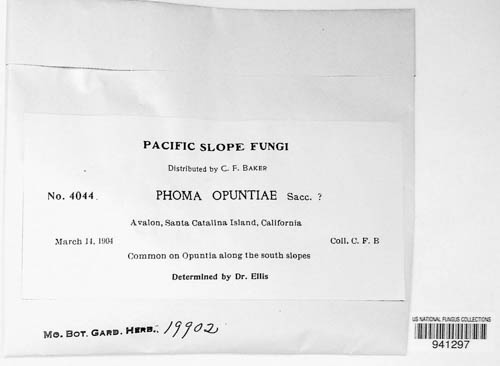 PACIFIC SLOPE FUNGI
Distributed by C. F. BAKER
No. 4044. PHOMA OPUNTIAE Sacc. ?
Avalon, Santa Catalina Island, California
March 14, 1904 Coll. C. F. B
Common on Opuntia along the south slopes
Determined by Dr. Ellis
MO. BOT. GARD. HERB. 19902
US NATIONAL FUNGUS COLLECTIONS
941297